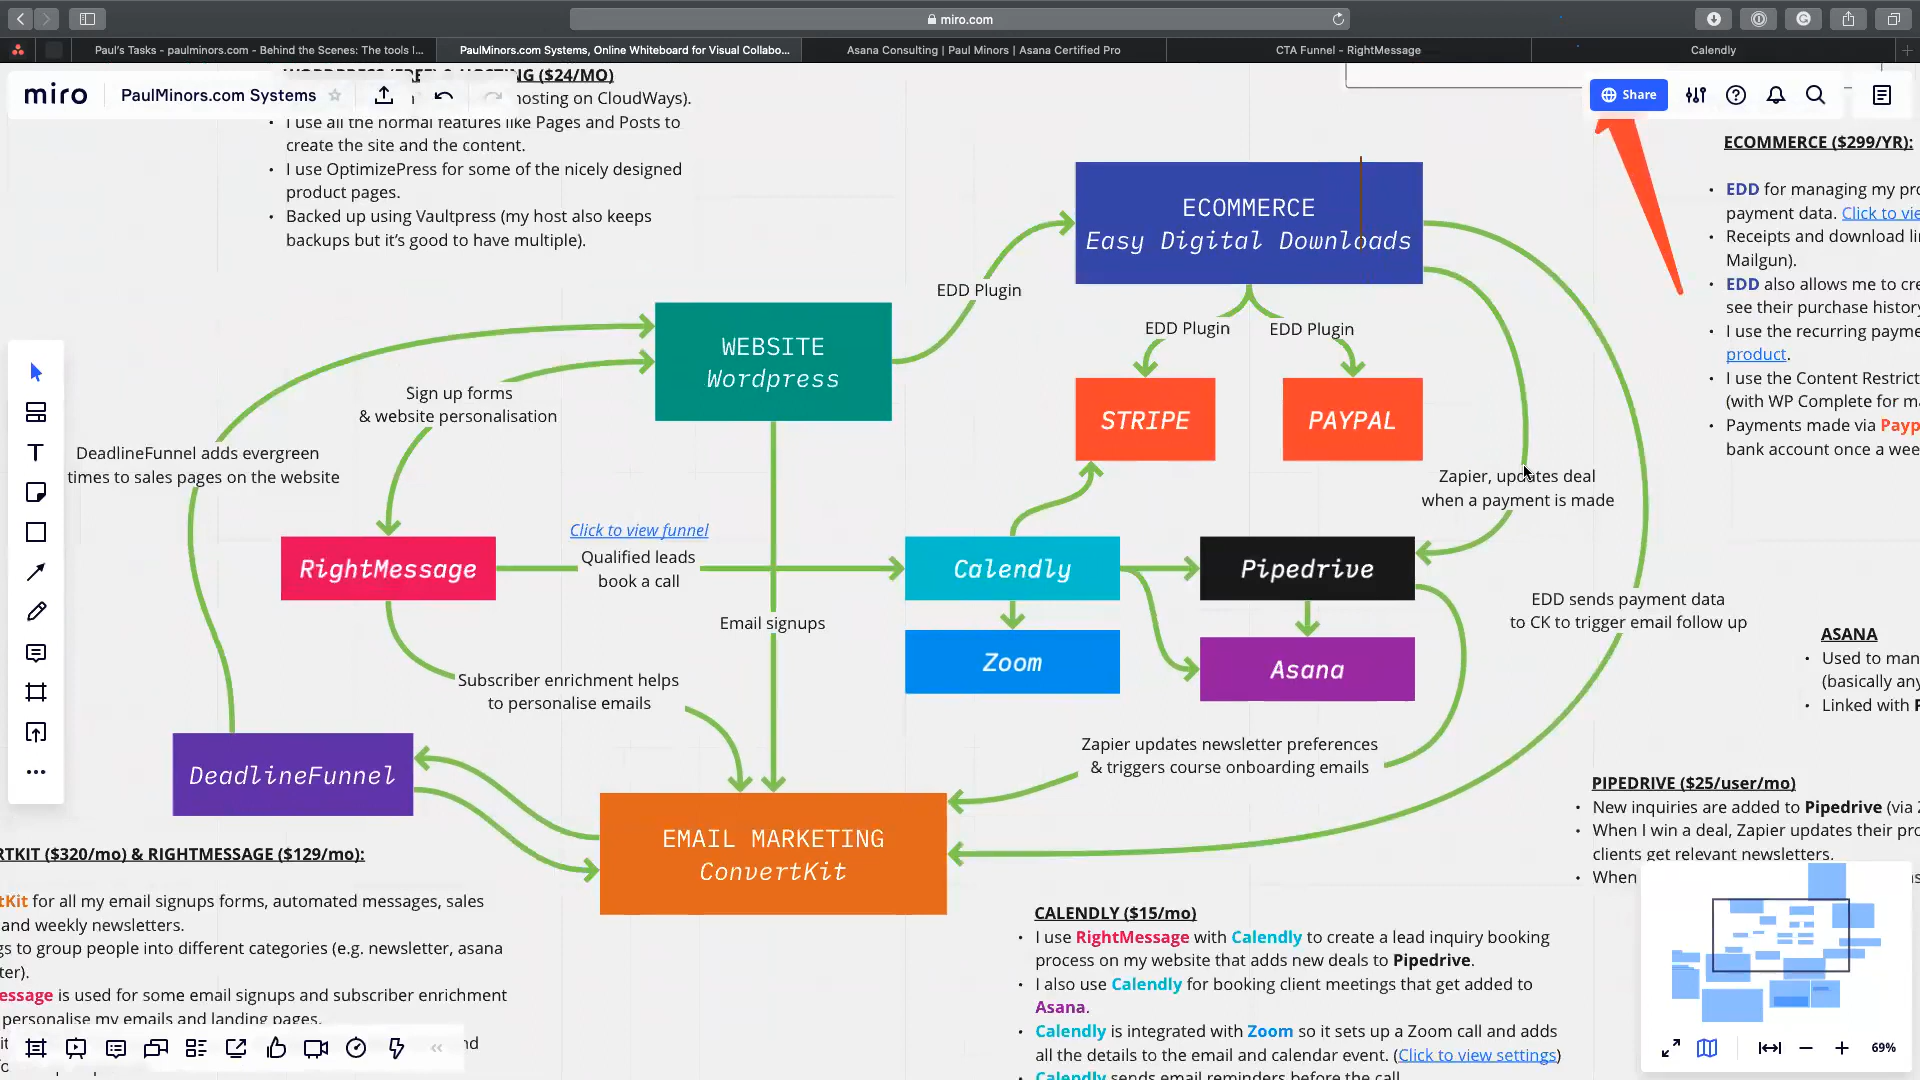 miro.com
Paul's Tasks - paulminors.com - Behind the Scenes: The tools I...
PaulMinors.com Systems, Online Whiteboard for Visual Collabo...
Asana Consulting | Paul Minors | Asana Certified Pro
CTA Funnel - RightMessage
Calendly
miro
PaulMinors.com Systems
Share
HOSTING ($24/MO)
hosting on CloudWays).
• I use all the normal features like Pages and Posts to
create the site and the content.
• I use OptimizePress for some of the nicely designed
product pages.
• Backed up using Vaultpress (my host also keeps
backups but it's good to have multiple).
ECOMMERCE ($299/YR):
• EDD for managing my pro
payment data. Click to vie
• Receipts and download li
Mailgun).
• EDD also allows me to cre
see their purchase history
• I use the recurring payme
product.
• I use the Content Restrict
(with WP Complete for ma
• Payments made via Payp
bank account once a wee
ECOMMERCE
Easy Digital Downloads
EDD Plugin
EDD Plugin
EDD Plugin
WEBSITE
Wordpress
STRIPE
PAYPAL
Sign up forms
& website personalisation
DeadlineFunnel adds evergreen
times to sales pages on the website
Zapier, updates deal
when a payment is made
Click to view funnel
Qualified leads
book a call
RightMessage
Calendly
Pipedrive
Email signups
EDD sends payment data
to CK to trigger email follow up
Zoom
Asana
Subscriber enrichment helps
to personalise emails
ASANA
• Used to man
(basically any
• Linked with P
Zapier updates newsletter preferences
& triggers course onboarding emails
DeadlineFunnel
EMAIL MARKETING
ConvertKit
PIPEDRIVE ($25/user/mo)
• New inquiries are added to Pipedrive (via Z
• When I win a deal, Zapier updates their pro
clients get relevant newsletters.
• When
RTKIT ($320/mo) & RIGHTMESSAGE ($129/mo):
tKit for all my email signups forms, automated messages, sales
and weekly newsletters.
gs to group people into different categories (e.g. newsletter, asana
ter).
essage is used for some email signups and subscriber enrichment
personalise my emails and landing pages.
CALENDLY ($15/mo)
• I use RightMessage with Calendly to create a lead inquiry booking
process on my website that adds new deals to Pipedrive.
• I also use Calendly for booking client meetings that get added to
Asana.
• Calendly is integrated with Zoom so it sets up a Zoom call and adds
all the details to the email and calendar event. (Click to view settings)
• Calendly sends email reminders before the call
69%